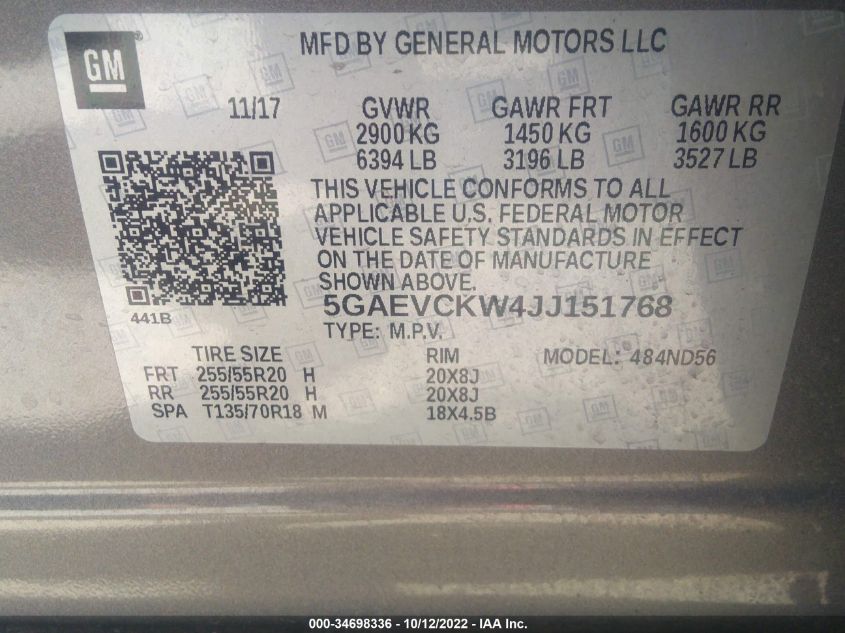 GM
MFD BY GENERAL MOTORS LLC
11/17 GVWR GAWR FRT GAWR RR
2900 KG 1450 KG 1600 KG
6394 LB 3196 LB 3527 LB
THIS VEHICLE CONFORMS TO ALL
APPLICABLE U.S. FEDERAL MOTOR
VEHICLE SAFETY STANDARDS IN EFFECT
ON THE DATE OF MANUFACTURE
SHOWN ABOVE.
441B
5GAEVCKW4JJ151768
TYPE: M.P.V.
TIRE SIZE RIM MODEL: 484ND56
FRT 255/55R20 H 20X8J
RR 255/55R20 H 20X8J
SPA T135/70R18 M 18X4.5B
000-34698336 - 10/12/2022 - IAA Inc.